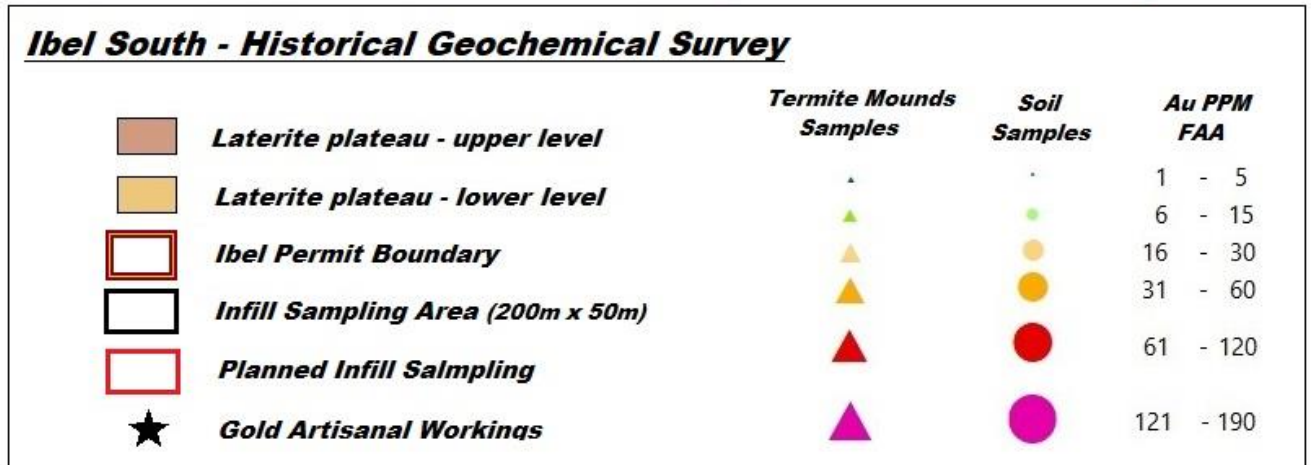 Ibel South - Historical Geochemical Survey
Termite Mounds Samples
Soil Samples
Au PPM FAA
Laterite plateau - upper level
Laterite plateau - lower level
Ibel Permit Boundary
Infill Sampling Area (200m x 50m)
Planned Infill Salmpling
Gold Artisanal Workings
1 - 5
6 - 15
16 - 30
31 - 60
61 - 120
121 - 190